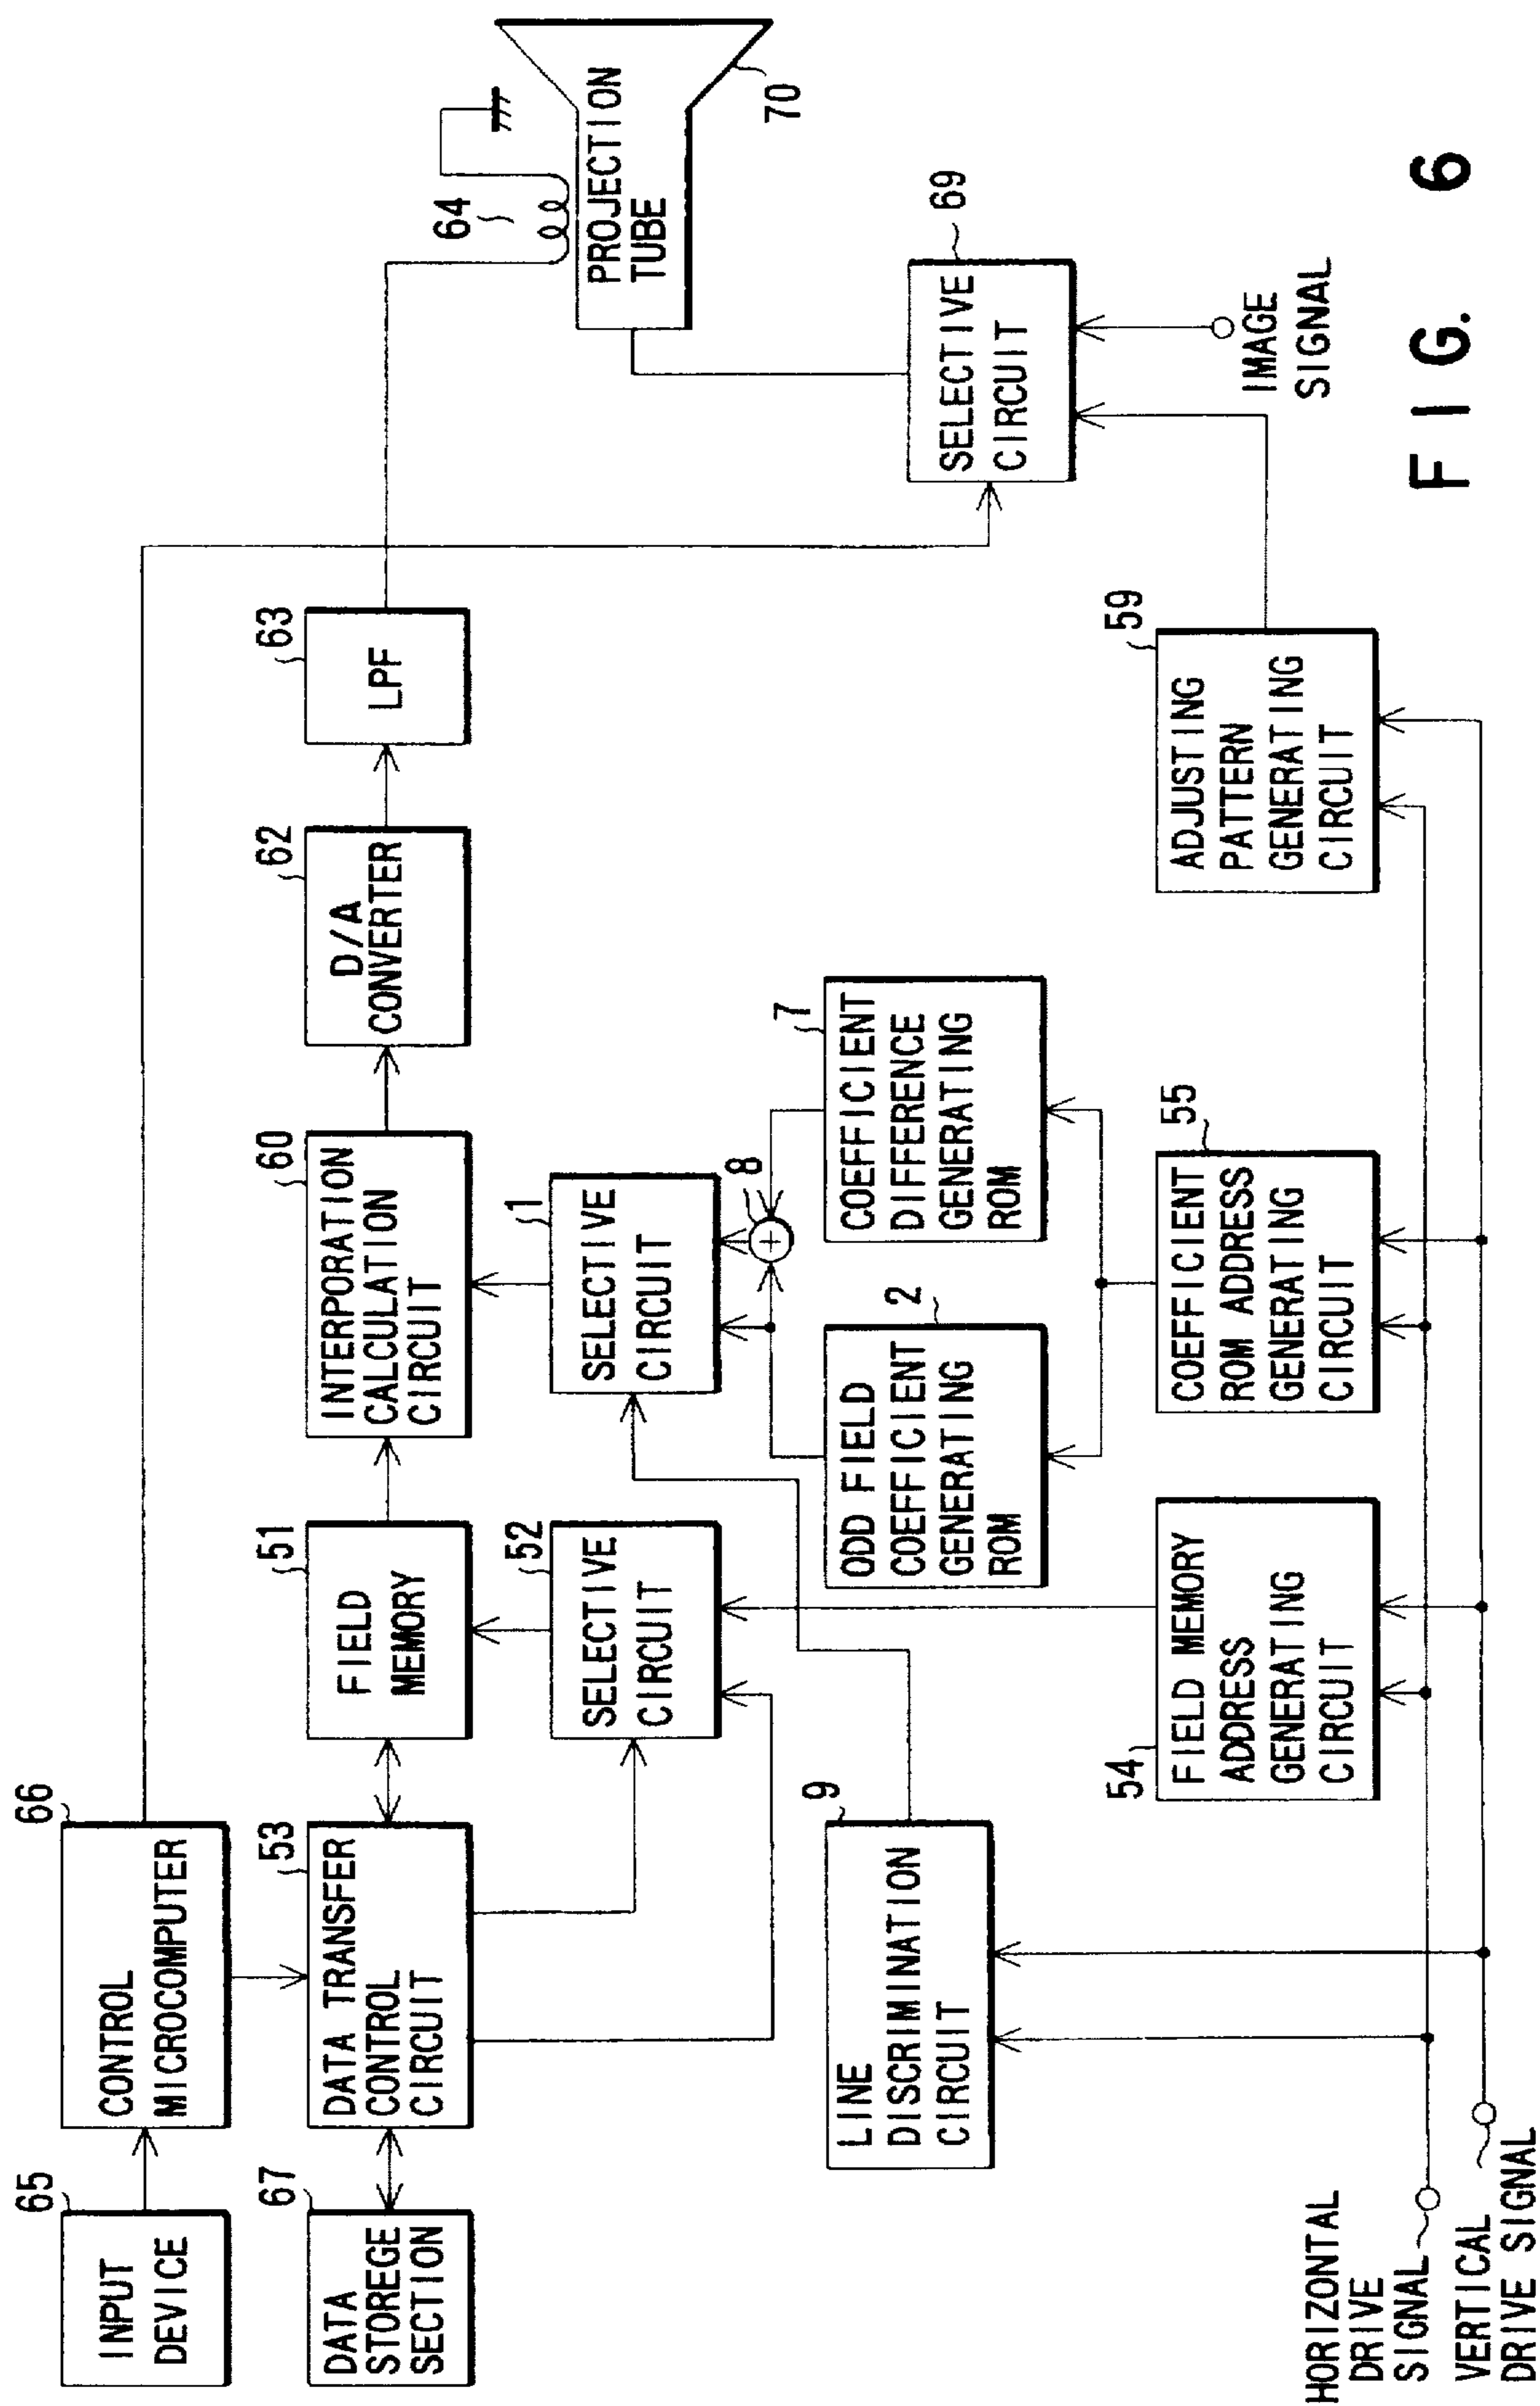 65
INPUT
DEVICE
66
CONTROL
MICROCOMPUTER
67
DATA
STOREGE
SECTION
53
DATA TRANSFER
CONTROL
CIRCUIT
51
FIELD
MEMORY
60
INTERPORATION
CALCULATION
CIRCUIT
62
D/A
CONVERTER
63
LPF
64
PROJECTION
TUBE
70
52
SELECTIVE
CIRCUIT
1
SELECTIVE
CIRCUIT
8
+
69
SELECTIVE
CIRCUIT
IMAGE
SIGNAL
9
LINE
DISCRIMINATION
CIRCUIT
2
ODD FIELD
COEFFICIENT
GENERATING
ROM
7
COEFFICIENT
DIFFERENCE
GENERATING
ROM
54
FIELD MEMORY
ADDRESS
GENERATING
CIRCUIT
55
COEFFICIENT
ROM ADDRESS
GENERATING
CIRCUIT
59
ADJUSTING
PATTERN
GENERATING
CIRCUIT
HORIZONTAL
DRIVE
SIGNAL
VERTICAL
DRIVE SIGNAL
FIG. 6